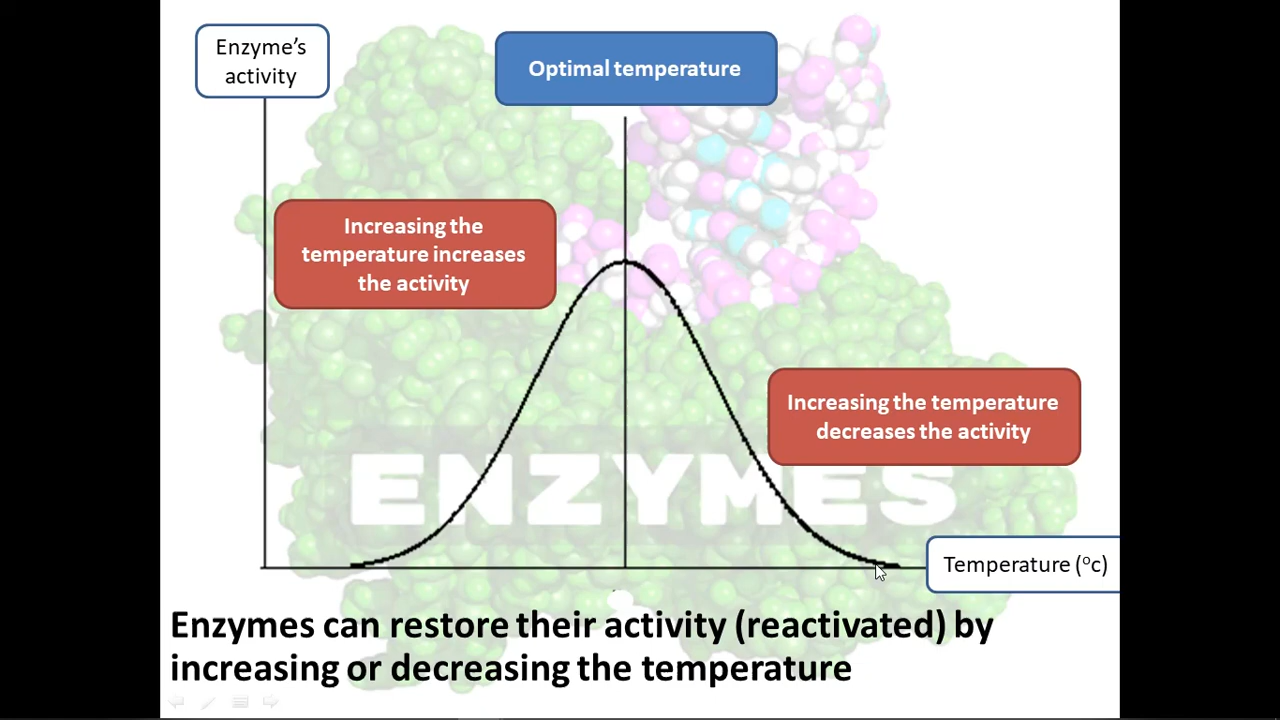 Enzyme's
activity
Optimal temperature
Increasing the
temperature increases
the activity
Increasing the temperature
decreases the activity
ENZYMES
Temperature (ºc)
Enzymes can restore their activity (reactivated) by
increasing or decreasing the temperature